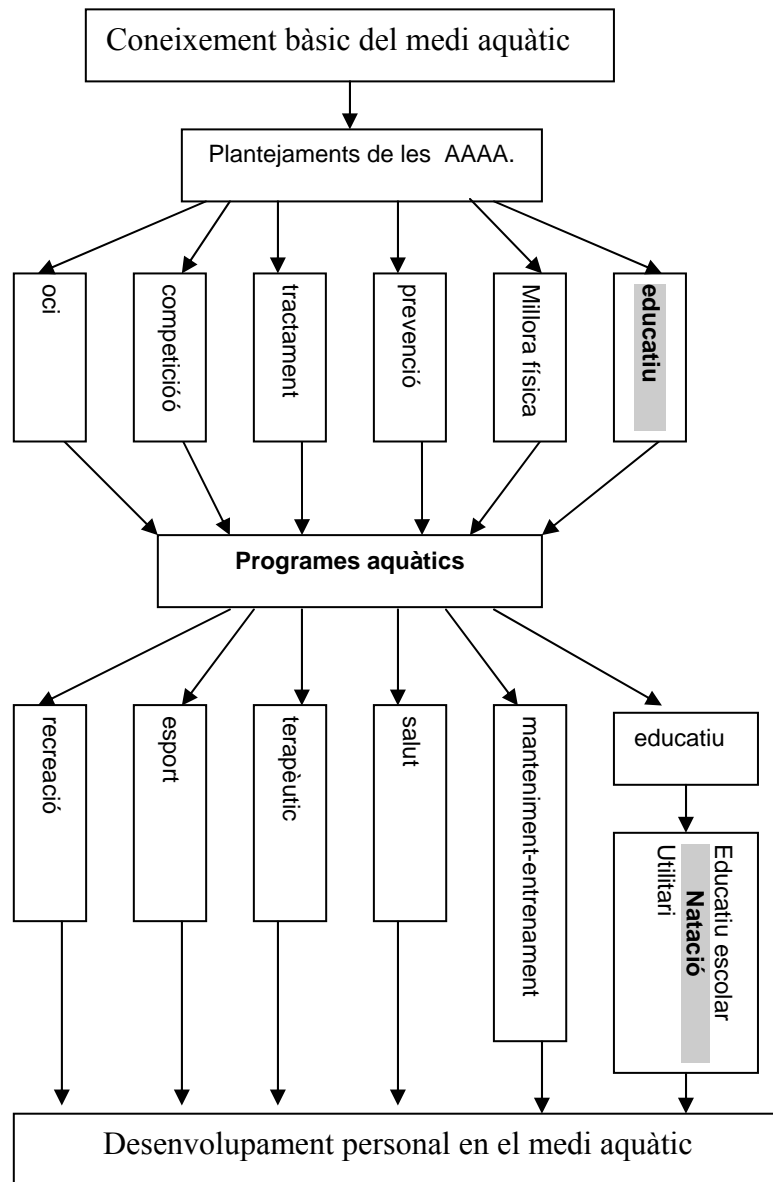 Coneixement bàsic del medi aquàtic
Plantejaments de les AAAA.
oci
competicióó
tractament
prevenció
Millora física
educatiu
Programes aquàtics
recreació
esport
terapèutic
salut
manteniment-entrenament
educatiu
Educatiu escolar
Natació
Utilitari
Desenvolupament personal en el medi aquàtic